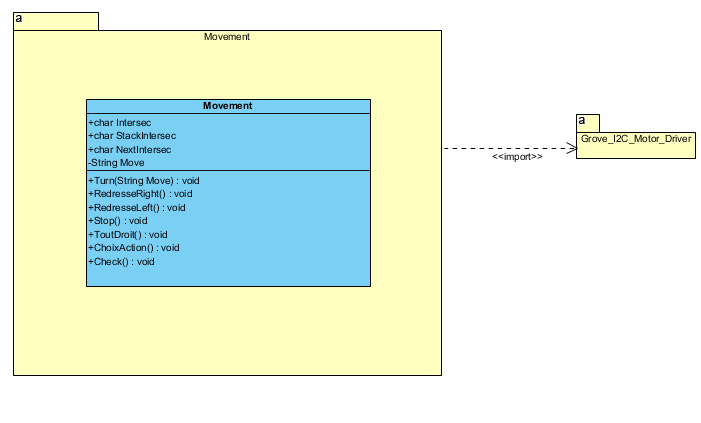 a
Movement
Movement
+char Intersec
+char StackIntersec
+char NextIntersec
-String Move
+Turn(String Move) : void
+RedresseRight() : void
+RedresseLeft() : void
+Stop() : void
+ToutDroit() : void
+ChoixAction() : void
+Check() : void
<<import>>
a
Grove_I2C_Motor_Driver